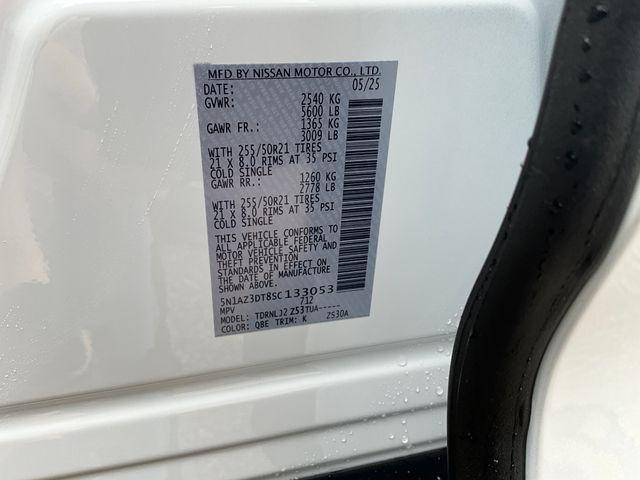 MFD BY NISSAN MOTOR CO., LTD.
DATE: 05/25
GVWR: 2540 KG
5600 LB
GAWR FR.: 1365 KG
3009 LB
WITH 255/50R21 TIRES
21 X 8.0 RIMS AT 35 PSI
COLD SINGLE
GAWR RR.: 1260 KG
2778 LB
WITH 255/50R21 TIRES
21 X 8.0 RIMS AT 35 PSI
COLD SINGLE
THIS VEHICLE CONFORMS TO
ALL APPLICABLE FEDERAL
MOTOR VEHICLE SAFETY AND
THEFT PREVENTION
STANDARDS IN EFFECT ON
THE DATE OF MANUFACTURE
SHOWN ABOVE.
5N1AZ3DT8SC133053
MPV 712
MODEL: TDRNLJ2Z53TUA-----
COLOR: QBE TRIM: K Z530A